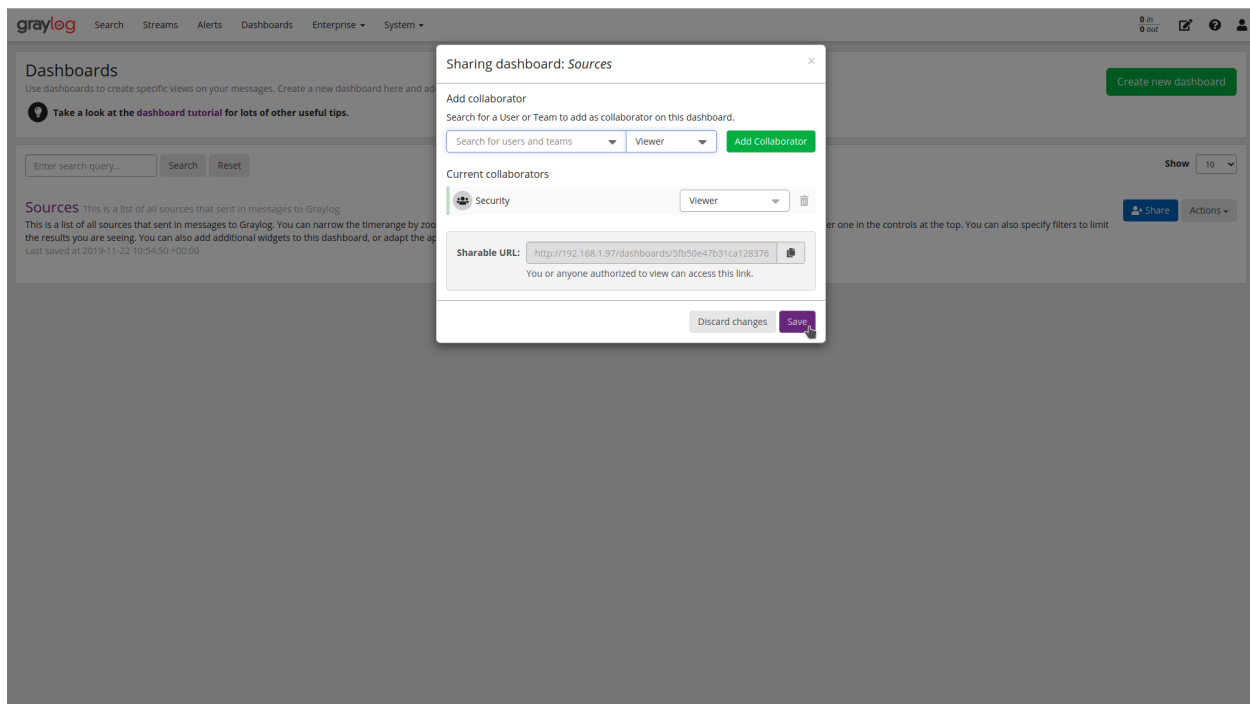 graylog Search Streams Alerts Dashboards Enterprise System 0 in
0 out
Dashboards
Use dashboards to create specific views on your messages. Create a new dashboard here and ad
Take a look at the dashboard tutorial for lots of other useful tips.
Create new dashboard
Sharing dashboard: Sources ×
Add collaborator
Search for a User or Team to add as collaborator on this dashboard.
Search for users and teams Viewer Add Collaborator
Current collaborators
Security Viewer
Sharable URL: http://192.168.1.97/dashboards/5fb50e47b31ca128376
You or anyone authorized to view can access this link.
Discard changes Save
Enter search query... Search Reset Show 10
Sources This is a list of all sources that sent in messages to Graylog. Share Actions
This is a list of all sources that sent in messages to Graylog. You can narrow the timerange by zoo er one in the controls at the top. You can also specify filters to limit
the results you are seeing. You can also add additional widgets to this dashboard, or adapt the ap
Last saved at 2019-11-22 10:54:50 +00:00